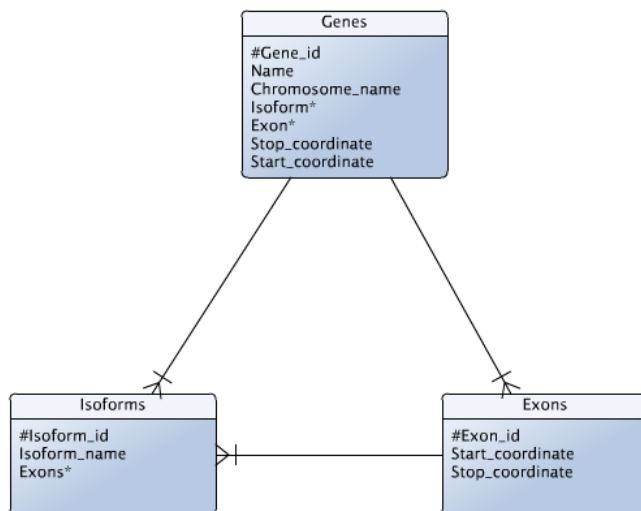 Genes
#Gene_id
Name
Chromosome_name
Isoform*
Exon*
Stop_coordinate
Start_coordinate
Isoforms
#Isoform_id
Isoform_name
Exons*
Exons
#Exon_id
Start_coordinate
Stop_coordinate